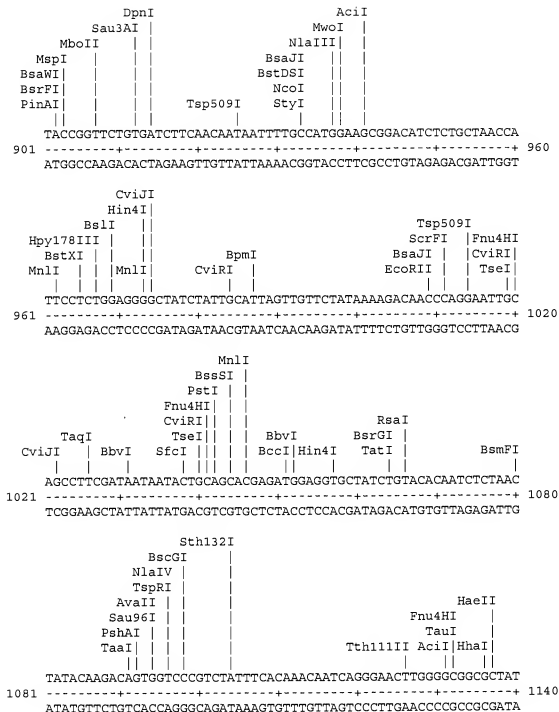 DpnI
Sau3AI
MboII
MspI
BsaWI
BsrFI
PinAI
AciI
MwoI
NlaIII
BsaJI
BstDSI
NcoI
Tsp509I StyI
TACCGGTTCTGTGATCTTCAACAATAATTTTGCCATGGAAGCGGACATCTCTGCTAACCA
901 960
ATGGCCAAGACACTAGAAGTTGTTATTAAAACGGTACCTTCGCCTGTAGAGACGATTGGT
CviJI
Hin4I
BslI
Hpy178III
BstXI
MnlI MnlI CviRI BpmI
Tsp509I
ScrFI Fnu4HI
BsaJI CviRI
EcoRII TseI
TTCCTCTGGAGGGGCTATCTATTGCATTAGTTGTTCTATAAAAGACAACCCAGGAATTGC
961 1020
AAGGAGACCTCCCCGATAGATAACGTAATCAACAAGATATTTTCTGTTGGGTCCTTAACG
MnlI
BssSI
PstI
Fnu4HI
CviRI RsaI
TaqI TseI BbvI BsrGI
CviJI BbvI SfcI BccI Hin4I TatI BsmFI
AGCCTTCGATAATAATACTGCAGCACGAGATGGAGGTGCTATCTGTACACAATCTCTAAC
1021 1080
TCGGAAGCTATTATTATGACGTCGTGCTCTACCTCCACGATAGACATGTGTTAGAGATTG
Sth132I
BscGI
NlaIV
TspRI
AvaII HaeII
Sau96I Fnu4HI
PshAI TauI
TaaI Tth111II AciI HhaI
TATACAAGACAGTGGTCCCGTCTATTTCACAAACAATCAGGGAACTTGGGGCGGCGCTAT
1081 1140
ATATGTTCTGTCACCAGGGCAGATAAAGTGTTTGTTAGTCCCTTGAACCCCGCCGCGATA